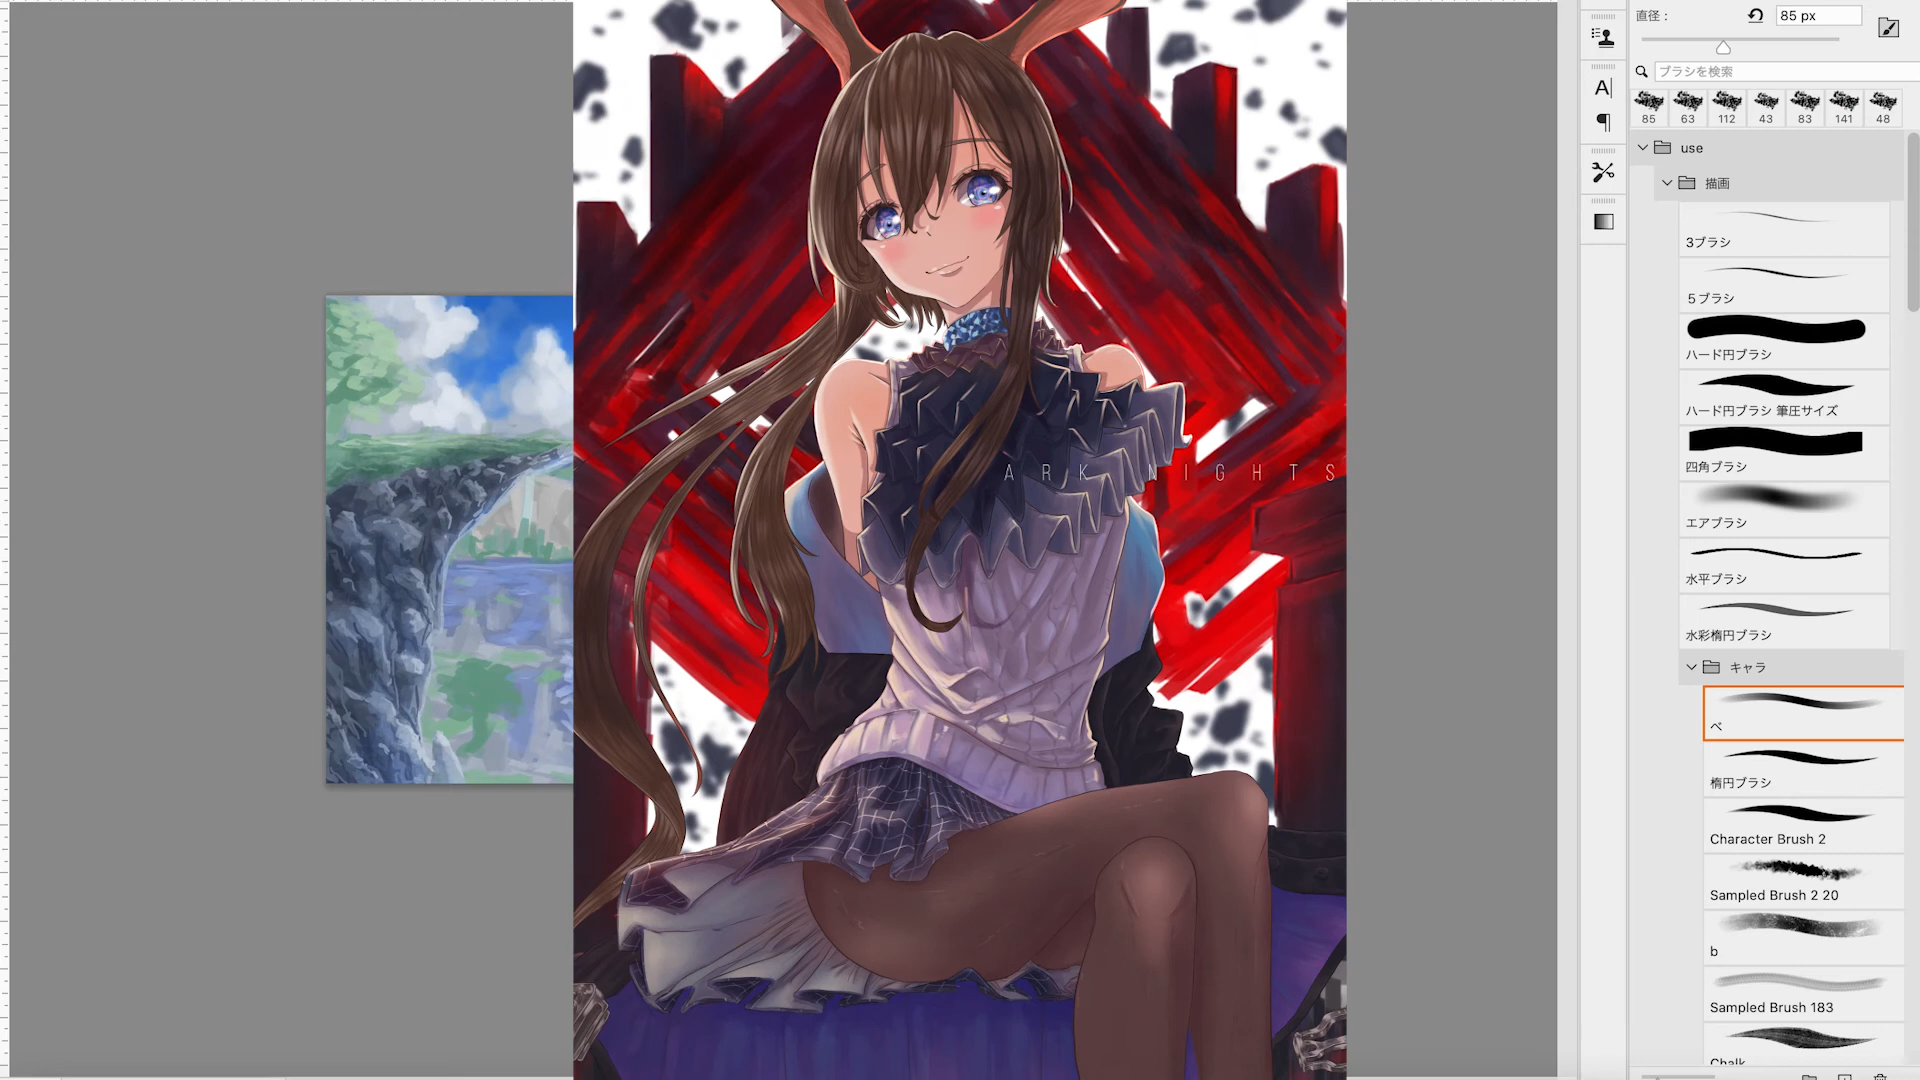 直径：
85 px
ブラシを検索
85 63 112 43 83 141 48
use
描画
3ブラシ
５ブラシ
ハード円ブラシ
ハード円ブラシ 筆圧サイズ
四角ブラシ
エアブラシ
水平ブラシ
水彩楕円ブラシ
キャラ
ペ
楕円ブラシ
Character Brush 2
Sampled Brush 2 20
b
Sampled Brush 183
Chalk
A
ARK NIGHTS